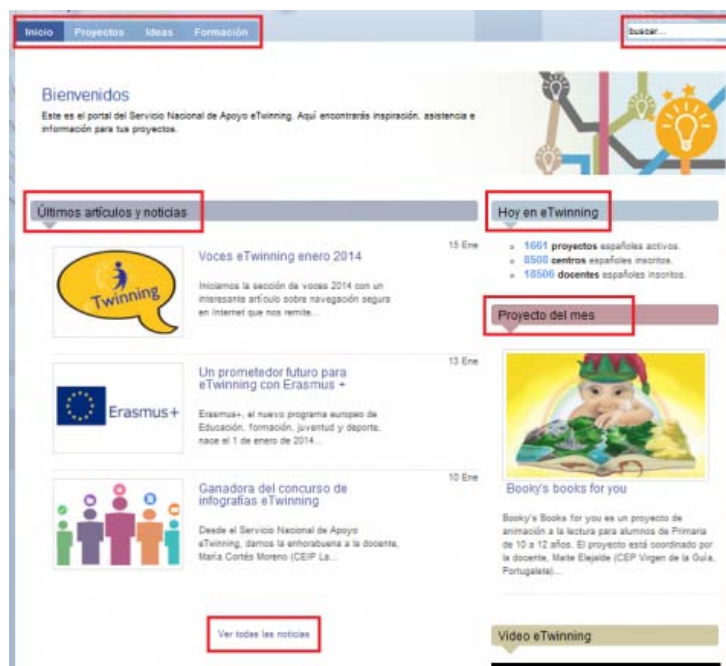 Inicio Proyectos Ideas Formación
buscar...
Bienvenidos
Este es el portal del Servicio Nacional de Apoyo eTwinning. Aquí encontrarás inspiración, asistencia e
información para tus proyectos.
Últimos artículos y noticias
Voces eTwinning enero 2014
15 Ene
Iniciamos la sección de voces 2014 con un
interesante artículo sobre navegación segura
en Internet que nos remite...
Twinning
Un prometedor futuro para
eTwinning con Erasmus +
13 Ene
Erasmus+, el nuevo programa europeo de
Educación, formación, juventud y deporte,
nace el 1 de enero de 2014...
Erasmus+
Ganadora del concurso de
infografías eTwinning
10 Ene
Desde el Servicio Nacional de Apoyo
eTwinning, damos la enhorabuena a la docente,
María Cortés Moreno (CEIP La...
Ver todas las noticias
Hoy en eTwinning
» 1661 proyectos españoles activos.
» 8508 centros españoles inscritos.
» 18506 docentes españoles inscritos.
Proyecto del mes
Booky's books for you
Booky's Books for you es un proyecto de
animación a la lectura para alumnos de Primaria
de 10 a 12 años. El proyecto está coordinado por
la docente, Maite Elejalde (CEP Virgen de la Guía,
Portugalete)...
Video eTwinning